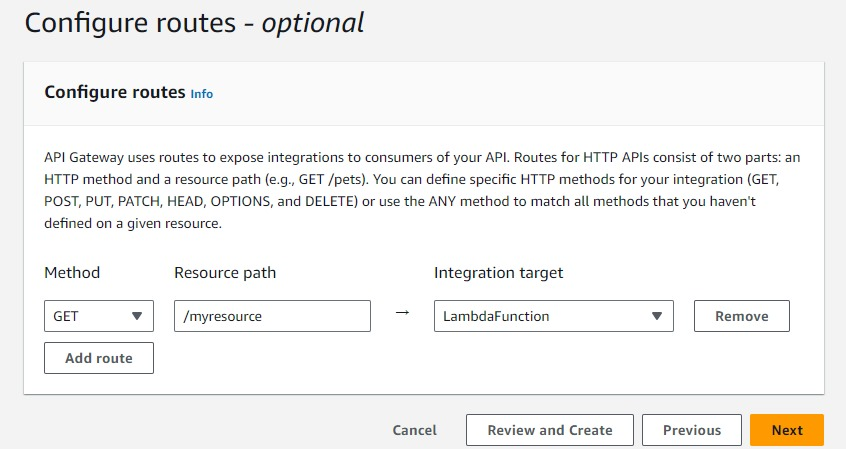 Configure routes - optional
Configure routes Info
API Gateway uses routes to expose integrations to consumers of your API. Routes for HTTP APIs consist of two parts: an
HTTP method and a resource path (e.g., GET /pets). You can define specific HTTP methods for your integration (GET,
POST, PUT, PATCH, HEAD, OPTIONS, and DELETE) or use the ANY method to match all methods that you haven't
defined on a given resource.
Method Resource path Integration target
GET /myresource → LambdaFunction Remove
Add route
Cancel Review and Create Previous Next